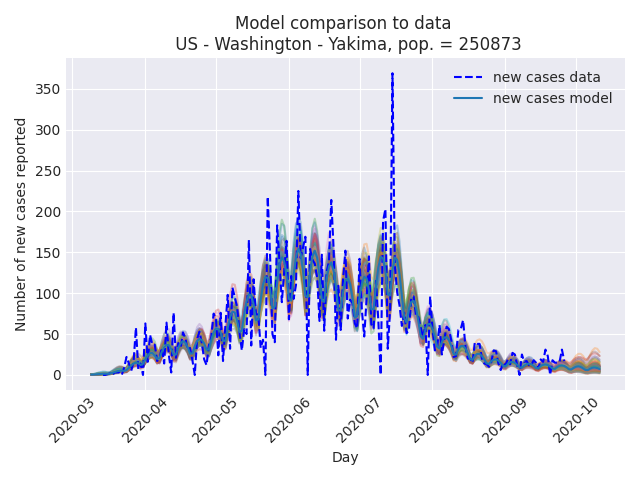 Model comparison to data
US - Washington - Yakima, pop. = 250873
new cases data
new cases model
Number of new cases reported
350
300
250
200
150
100
50
0
2020-03
2020-04
2020-05
2020-06
2020-07
2020-08
2020-09
2020-10
Day